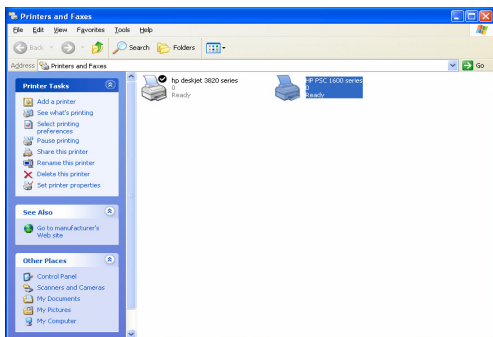 Printers and Faxes
File Edit View Favorites Tools Help
Back Search Folders
Address Printers and Faxes Go
Printer Tasks
Add a printer
See what's printing
Select printing
preferences
Pause printing
Share this printer
Rename this printer
Delete this printer
Set printer properties
See Also
Go to manufacturer's
Web site
Other Places
Control Panel
Scanners and Cameras
My Documents
My Pictures
My Computer
hp deskjet 3820 series
0
Ready
HP PSC 1600 series
0
Ready